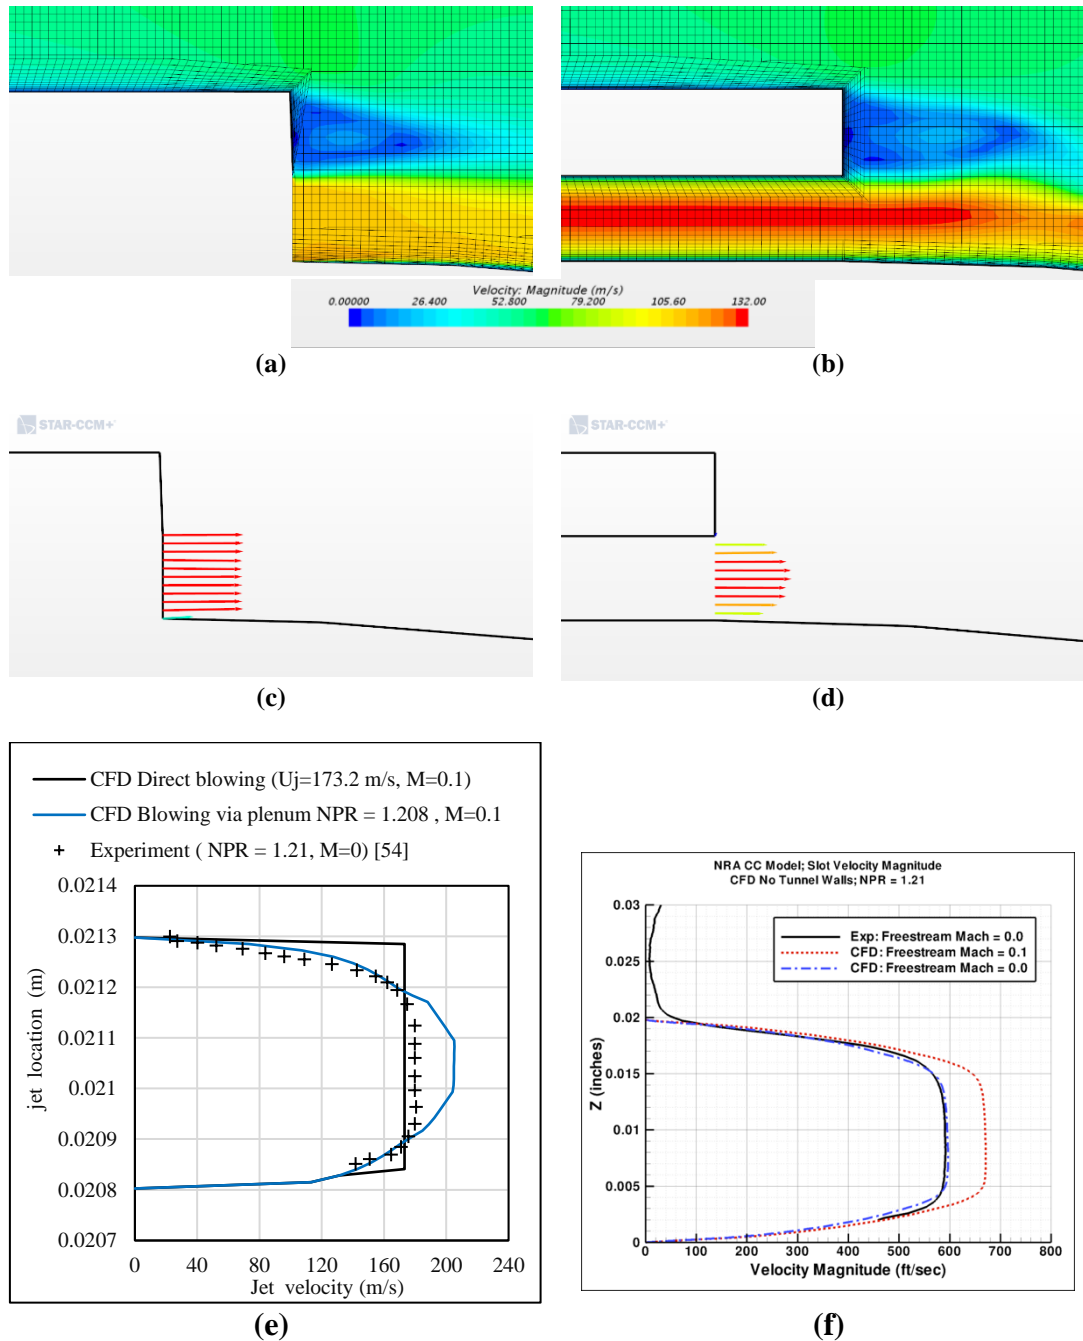 Velocity: Magnitude (m/s)
0.00000 26.400 52.800 79.200 105.60 132.00
(a) (b)
STAR-CCM+ STAR-CCM+
(c) (d)
CFD Direct blowing (Uj=173.2 m/s, M=0.1)
CFD Blowing via plenum NPR = 1.208 , M=0.1
Experiment ( NPR = 1.21, M=0) [54]
0.0214
0.0213
0.0212
0.0211
0.021
0.0209
0.0208
0.0207
jet location (m)
0 40 80 120 160 200 240
Jet velocity (m/s)
(e)
NRA CC Model; Slot Velocity Magnitude
CFD No Tunnel Walls; NPR = 1.21
Exp: Freestream Mach = 0.0
CFD: Freestream Mach = 0.1
CFD: Freestream Mach = 0.0
0.03
0.025
0.02
0.015
0.01
0.005
0
Z (inches)
0 100 200 300 400 500 600 700 800
Velocity Magnitude (ft/sec)
(f)